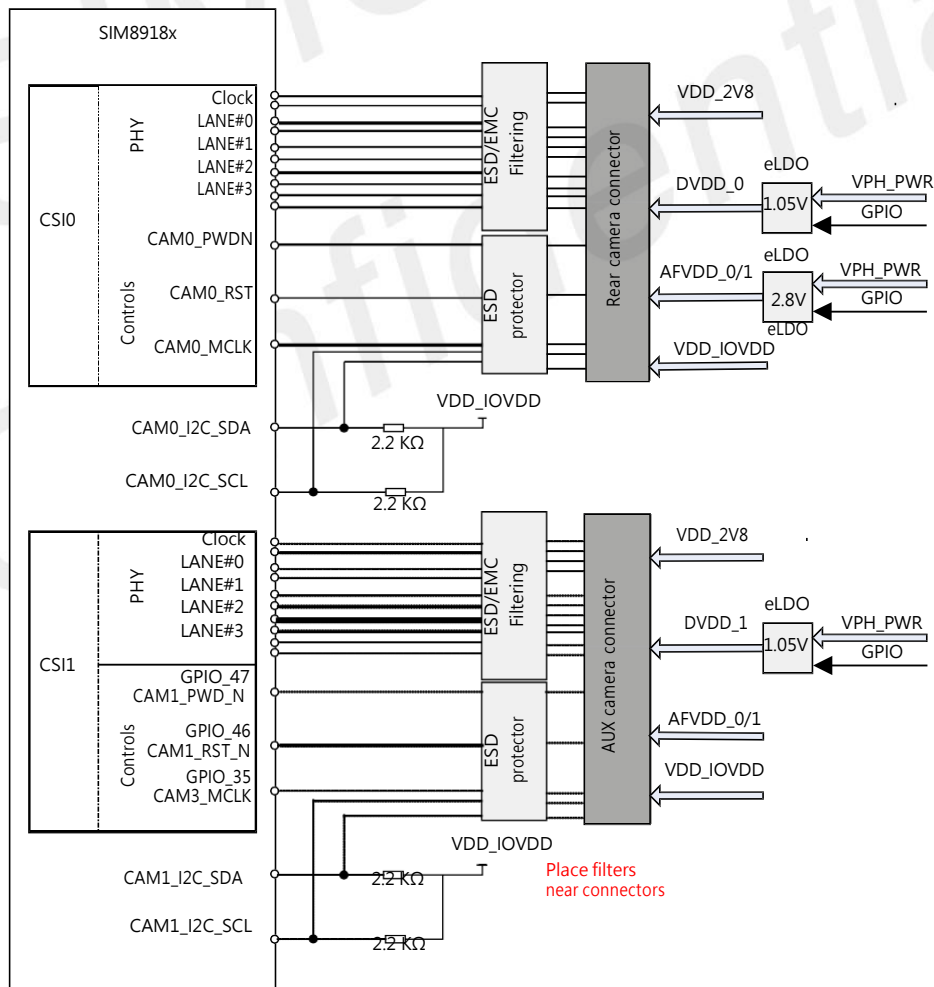 SIM8918x
CSI0
PHY
Clock
LANE#0
LANE#1
LANE#2
LANE#3
Controls
CAM0_PWDN
CAM0_RST
CAM0_MCLK
CAM0_I2C_SDA
CAM0_I2C_SCL
ESD/EMC
Filtering
ESD
protector
Rear camera connector
VDD_2V8
DVDD_0
eLDO
1.05V
VPH_PWR
GPIO
AFVDD_0/1
eLDO
2.8V
eLDO
VPH_PWR
GPIO
VDD_IOVDD
VDD_IOVDD
2.2 KΩ
2.2 KΩ
CSI1
PHY
Clock
LANE#0
LANE#1
LANE#2
LANE#3
Controls
GPIO_47
CAM1_PWD_N
GPIO_46
CAM1_RST_N
GPIO_35
CAM3_MCLK
CAM1_I2C_SDA
CAM1_I2C_SCL
ESD/EMC
Filtering
ESD
protector
AUX camera connector
VDD_2V8
DVDD_1
eLDO
1.05V
VPH_PWR
GPIO
AFVDD_0/1
VDD_IOVDD
VDD_IOVDD
2.2 KΩ
2.2 KΩ
Place filters
near connectors